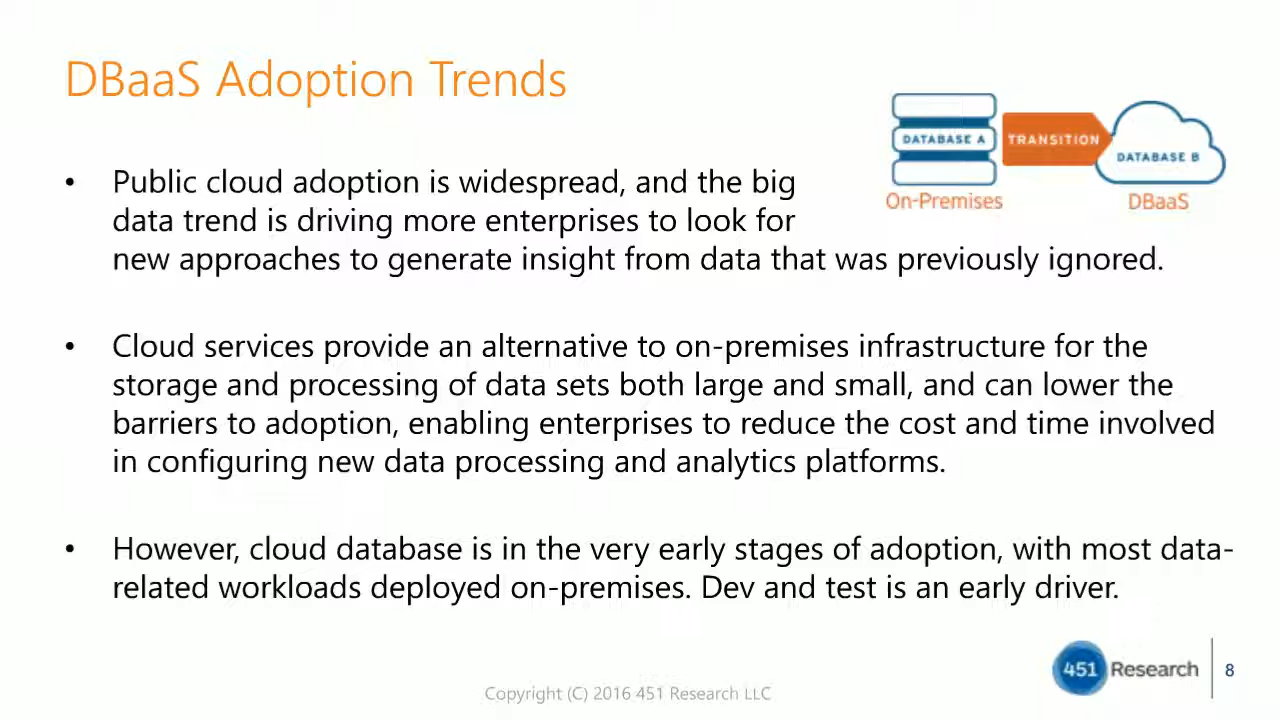 DBaaS Adoption Trends
DATABASE A
TRANSITION
DATABASE B
On-Premises
DBaaS
• Public cloud adoption is widespread, and the big
data trend is driving more enterprises to look for
new approaches to generate insight from data that was previously ignored.
• Cloud services provide an alternative to on-premises infrastructure for the
storage and processing of data sets both large and small, and can lower the
barriers to adoption, enabling enterprises to reduce the cost and time involved
in configuring new data processing and analytics platforms.
• However, cloud database is in the very early stages of adoption, with most data-
related workloads deployed on-premises. Dev and test is an early driver.
451 Research
8
Copyright (C) 2016 451 Research LLC